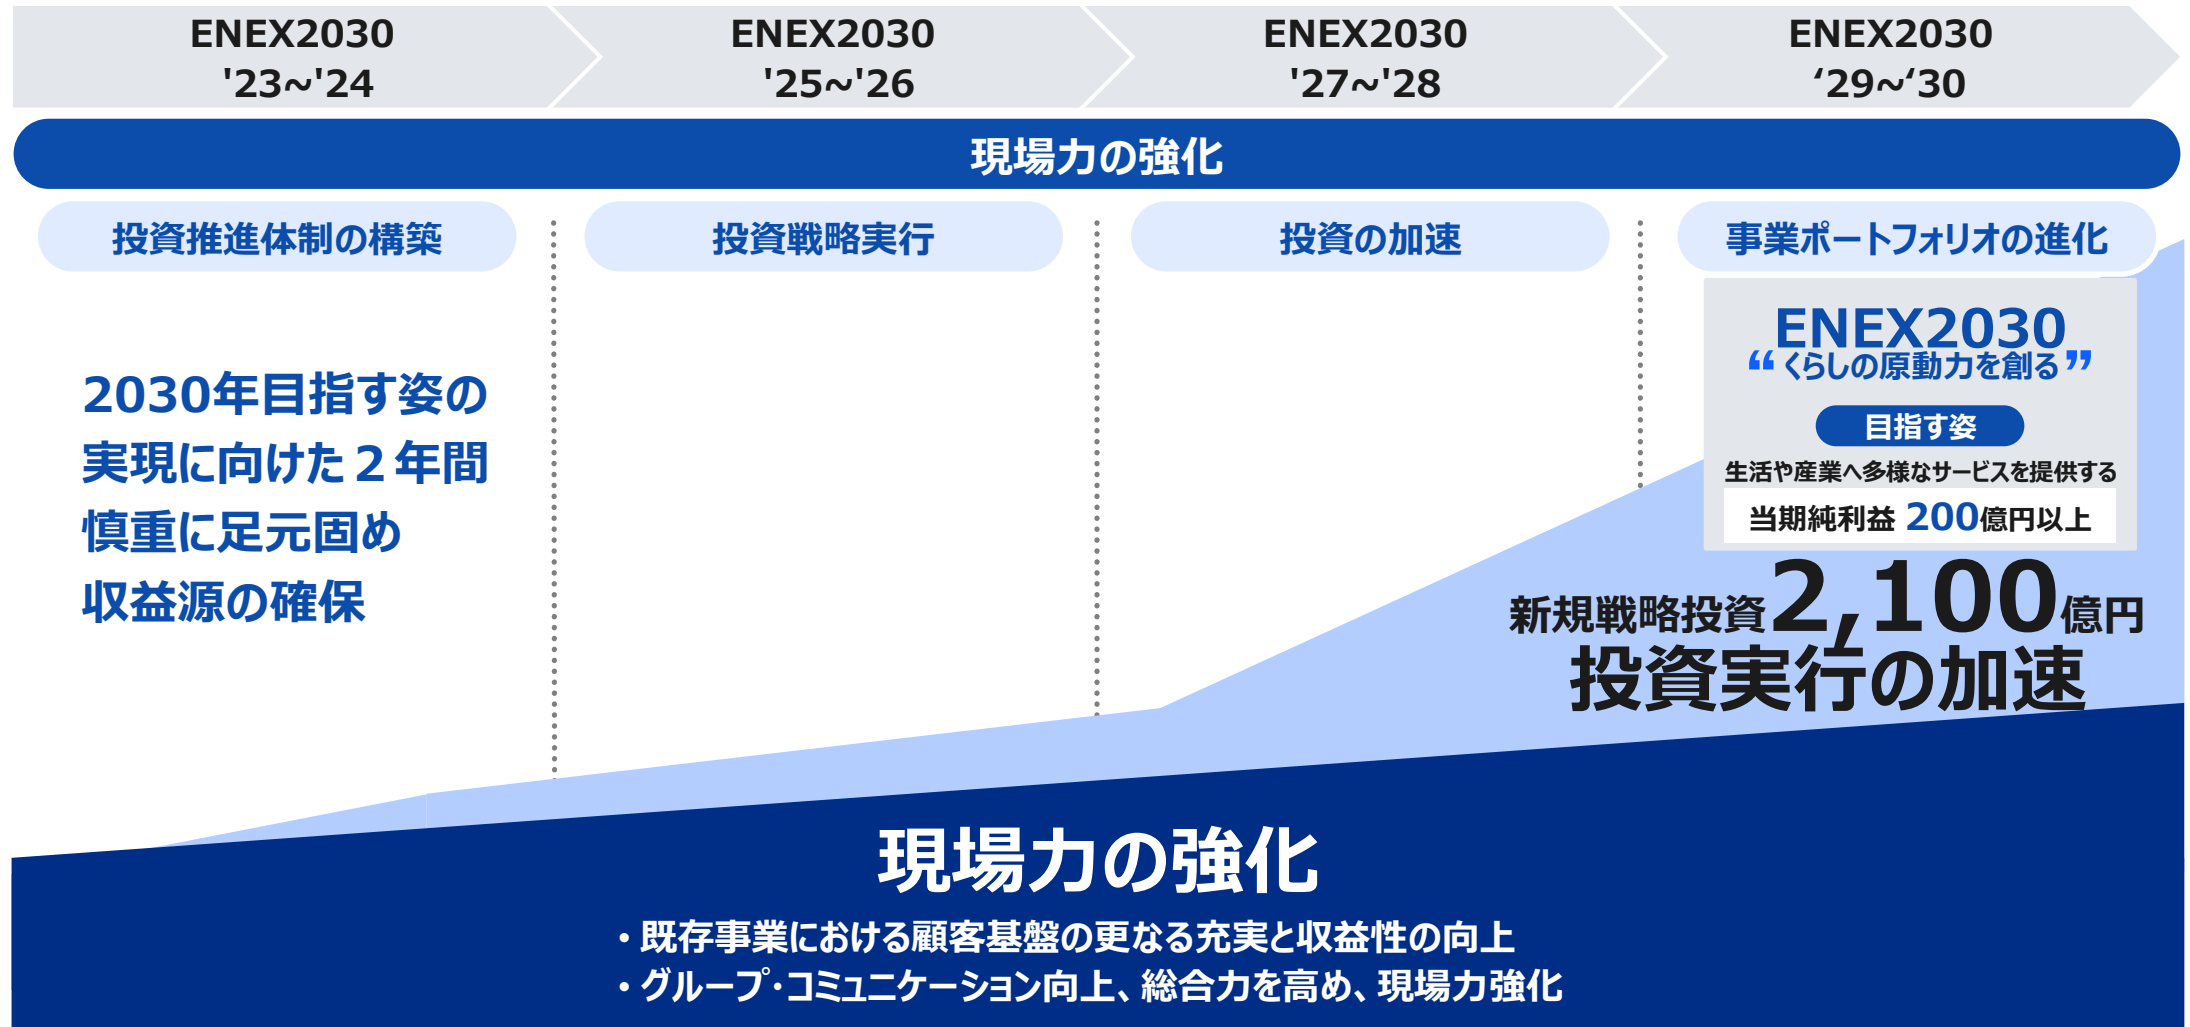 ENEX2030
'23~'24
ENEX2030
'25~'26
ENEX2030
'27~'28
ENEX2030
‘29~‘30
現場力の強化
投資推進体制の構築
投資戦略実行
投資の加速
事業ポートフォリオの進化
2030年目指す姿の
実現に向けた２年間
慎重に足元固め
収益源の確保
ENEX2030
“くらしの原動力を創る”
目指す姿
生活や産業へ多様なサービスを提供する
当期純利益 200億円以上
新規戦略投資2,100億円
投資実行の加速
現場力の強化
・既存事業における顧客基盤の更なる充実と収益性の向上
・グループ・コミュニケーション向上、総合力を高め、現場力強化